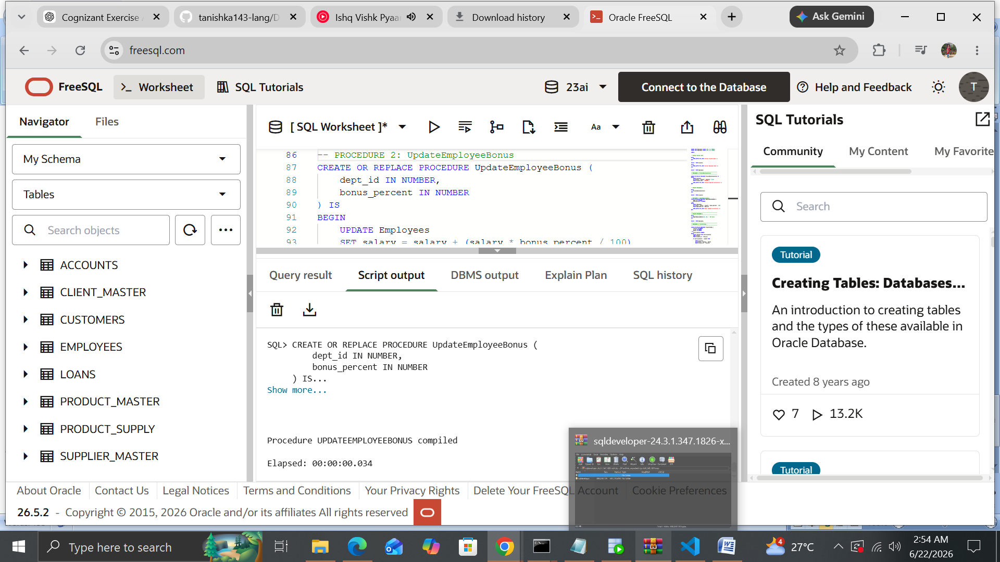 Cognizant Exercise
tanishka143-lang/D
Ishq Vishk Pyaa
Download history
Oracle FreeSQL
Ask Gemini
freesql.com
FreeSQL
Worksheet
SQL Tutorials
23ai
Connect to the Database
Help and Feedback
T
Navigator
Files
[ SQL Worksheet ]*
Aa
SQL Tutorials
My Schema
Tables
Search objects
ACCOUNTS
CLIENT_MASTER
CUSTOMERS
EMPLOYEES
LOANS
PRODUCT_MASTER
PRODUCT_SUPPLY
SUPPLIER_MASTER
86 -- PROCEDURE 2: UpdateEmployeeBonus
87 CREATE OR REPLACE PROCEDURE UpdateEmployeeBonus (
88 dept_id IN NUMBER,
89 bonus_percent IN NUMBER
90 ) IS
91 BEGIN
92 UPDATE Employees
93 SET salary = salary + (salary * bonus_percent / 100)
Query result
Script output
DBMS output
Explain Plan
SQL history
SQL> CREATE OR REPLACE PROCEDURE UpdateEmployeeBonus (
dept_id IN NUMBER,
bonus_percent IN NUMBER
) IS...
Show more...
Procedure UPDATEEMPLOYEEBONUS compiled
Elapsed: 00:00:00.034
Community
My Content
My Favorite
Search
Tutorial
Creating Tables: Databases...
An introduction to creating tables
and the types of these available in
Oracle Database.
Created 8 years ago
7
13.2K
Tutorial
sqldeveloper-24.3.1.347.1826-x...
About Oracle
Contact Us
Legal Notices
Terms and Conditions
Your Privacy Rights
Delete Your FreeSQL Account
Cookie Preferences
26.5.2 - Copyright © 2015, 2026 Oracle and/or its affiliates All rights reserved
Type here to search
4
27°C
2:54 AM
6/22/2026